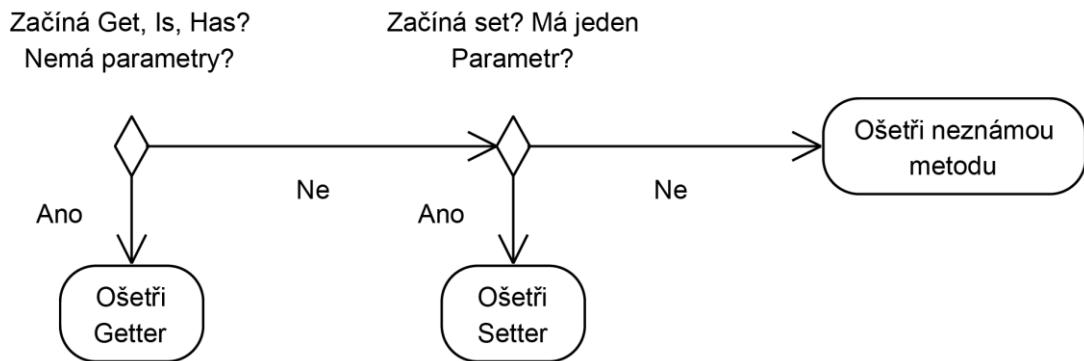 Začíná Get, Is, Has?
Nemá parametry?
Začíná set? Má jeden
Parametr?
Ošetři neznámou
metodu
Ne
Ne
Ano
Ano
Ošetři
Getter
Ošetři
Setter